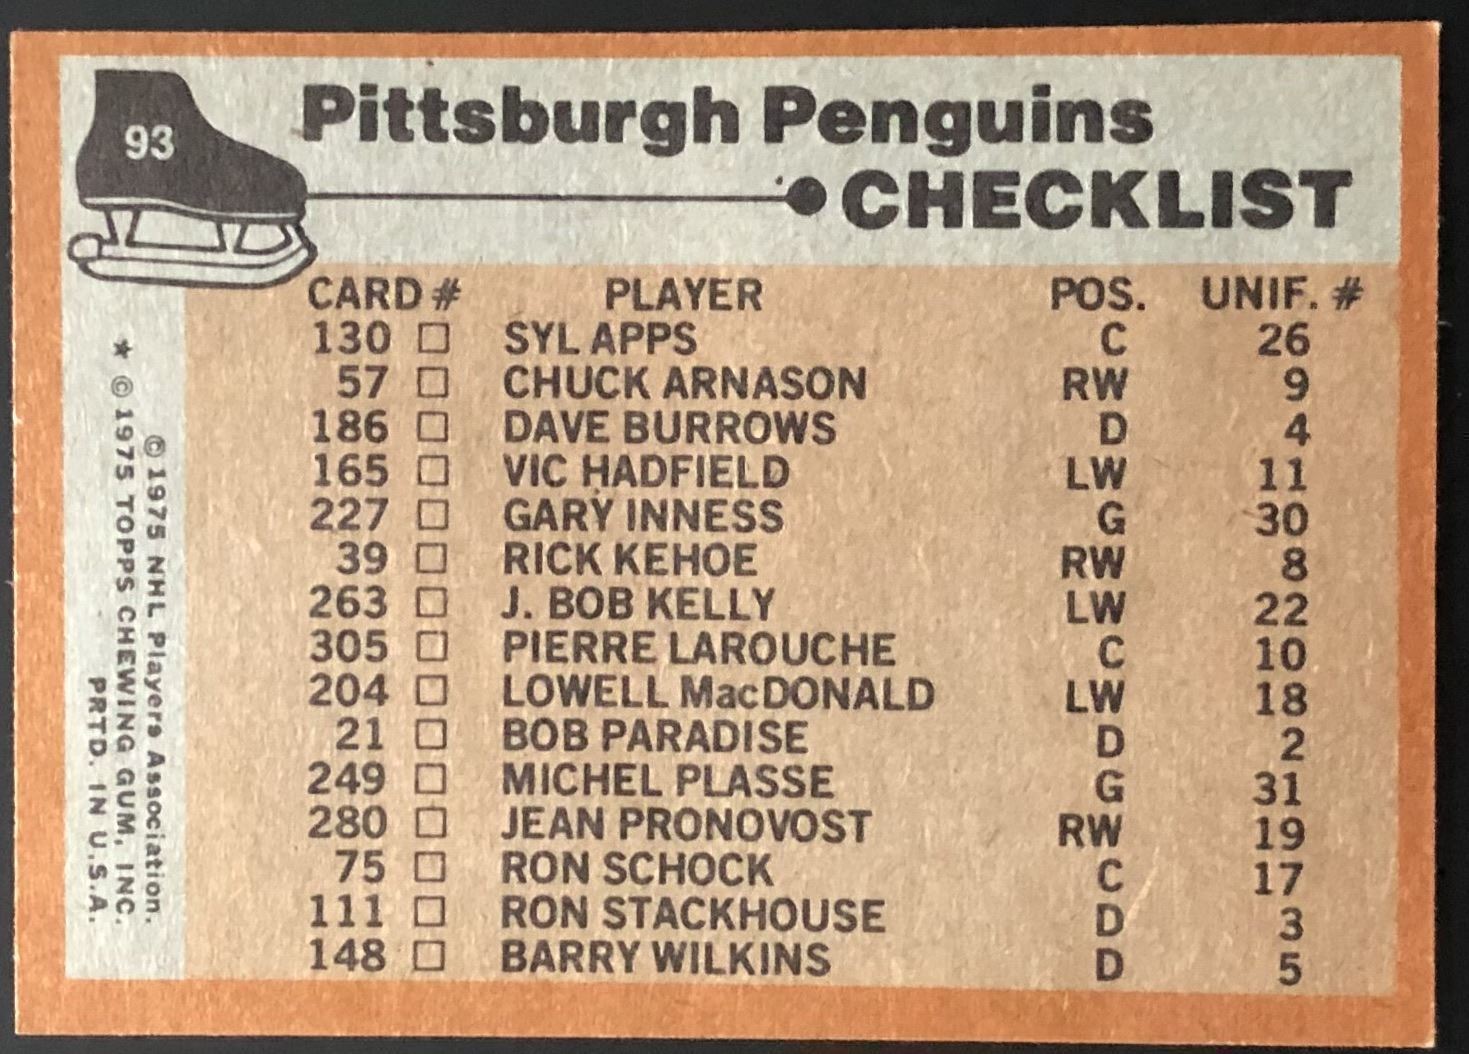 93
Pittsburgh Penguins
CHECKLIST
CARD # PLAYER POS. UNIF. #
130 □ SYL APPS C 26
57 □ CHUCK ARNASON RW 9
186 □ DAVE BURROWS D 4
165 □ VIC HADFIELD LW 11
227 □ GARY INNESS G 30
39 □ RICK KEHOE RW 8
263 □ J. BOB KELLY LW 22
305 □ PIERRE LAROUCHE C 10
204 □ LOWELL MacDONALD LW 18
21 □ BOB PARADISE D 2
249 □ MICHEL PLASSE G 31
280 □ JEAN PRONOVOST RW 19
75 □ RON SCHOCK C 17
111 □ RON STACKHOUSE D 3
148 □ BARRY WILKINS D 5
© 1975 NHL Players Association.
* © 1975 TOPPS CHEWING GUM, INC.
PRTD. IN U.S.A.